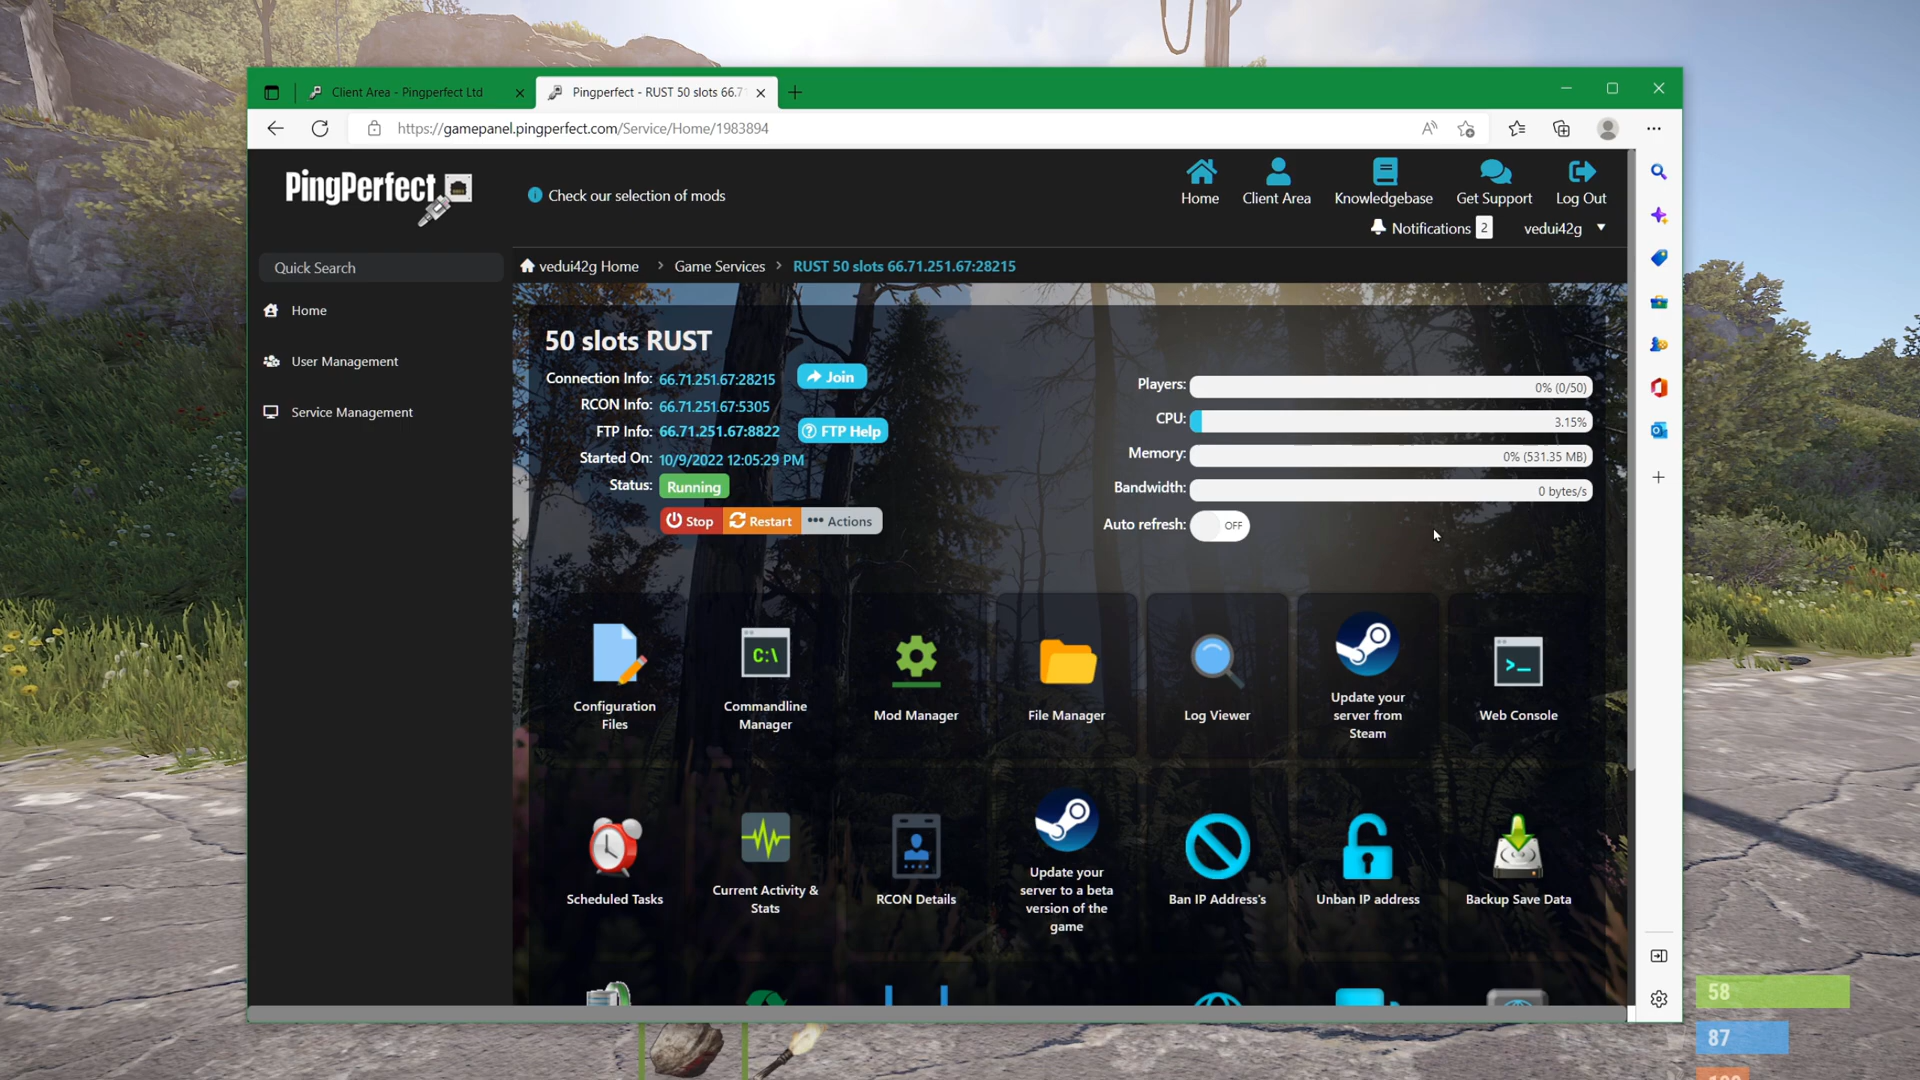 Client Area - Pingperfect Ltd
Pingperfect - RUST 50 slots 66.7
https://gamepanel.pingperfect.com/Service/Home/1983894
PingPerfect
Check our selection of mods
Home
Client Area
Knowledgebase
Get Support
Log Out
Notifications 2
vedui42g
Quick Search
Home
User Management
Service Management
vedui42g Home > Game Services > RUST 50 slots 66.71.251.67:28215
50 slots RUST
Connection Info: 66.71.251.67:28215
Join
RCON Info: 66.71.251.67:5305
FTP Info: 66.71.251.67:8822
FTP Help
Started On: 10/9/2022 12:05:29 PM
Status: Running
Stop
Restart
Actions
Players: 0% (0/50)
CPU: 3.15%
Memory: 0% (531.35 MB)
Bandwidth: 0 bytes/s
Auto refresh: OFF
C:\
Configuration
Files
Commandline
Manager
Mod Manager
File Manager
Log Viewer
Update your
server from
Steam
Web Console
Scheduled Tasks
Current Activity &
Stats
RCON Details
Update your
server to a beta
version of the
game
Ban IP Address's
Unban IP address
Backup Save Data
58
87